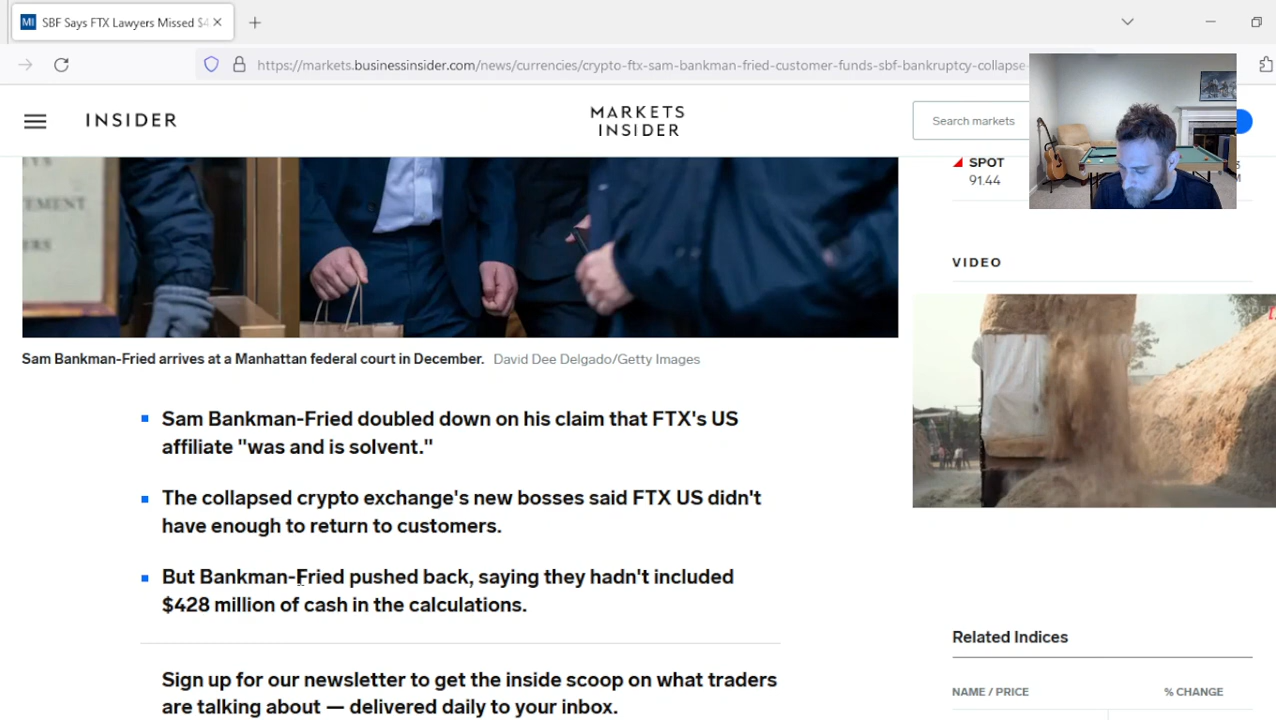 MI SBF Says FTX Lawyers Missed $4
https://markets.businessinsider.com/news/currencies/crypto-ftx-sam-bankman-fried-customer-funds-sbf-bankruptcy-collapse-
INSIDER
MARKETS
INSIDER
Search markets
SPOT
91.44
EMENT
Sam Bankman-Fried arrives at a Manhattan federal court in December. David Dee Delgado/Getty Images
VIDEO
Sam Bankman-Fried doubled down on his claim that FTX's US
affiliate "was and is solvent."
The collapsed crypto exchange's new bosses said FTX US didn't
have enough to return to customers.
But Bankman-Fried pushed back, saying they hadn't included
$428 million of cash in the calculations.
Sign up for our newsletter to get the inside scoop on what traders
are talking about — delivered daily to your inbox.
Related Indices
NAME / PRICE
% CHANGE